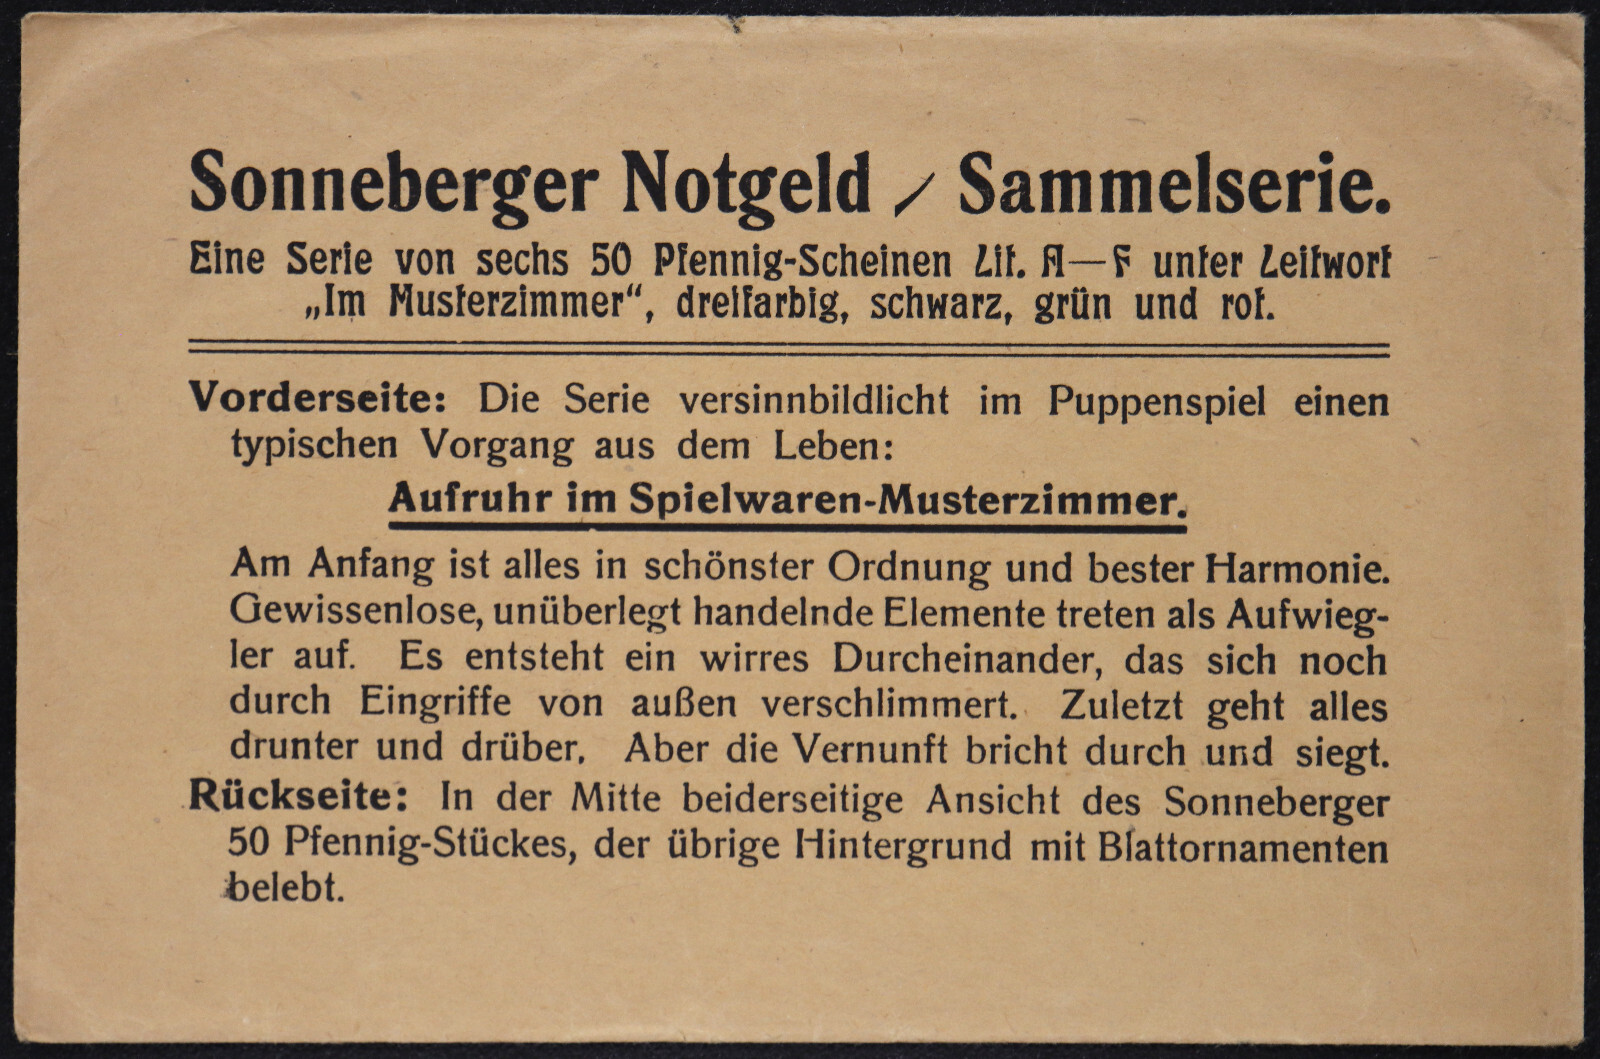 Sonneberger Notgeld / Sammelserie.
Eine Serie von sechs 50 Pfennig-Scheinen Lit. A—F unter Leitwort
„Im Musterzimmer“, dreifarbig, schwarz, grün und rot.
Vorderseite: Die Serie versinnbildlicht im Puppenspiel einen
typischen Vorgang aus dem Leben:
Aufruhr im Spielwaren-Musterzimmer.
Am Anfang ist alles in schönster Ordnung und bester Harmonie.
Gewissenlose, unüberlegt handelnde Elemente treten als Aufwieg-
ler auf. Es entsteht ein wirres Durcheinander, das sich noch
durch Eingriffe von außen verschlimmert. Zuletzt geht alles
drunter und drüber. Aber die Vernunft bricht durch und siegt.
Rückseite: In der Mitte beiderseitige Ansicht des Sonneberger
50 Pfennig-Stückes, der übrige Hintergrund mit Blattornamenten
belebt.